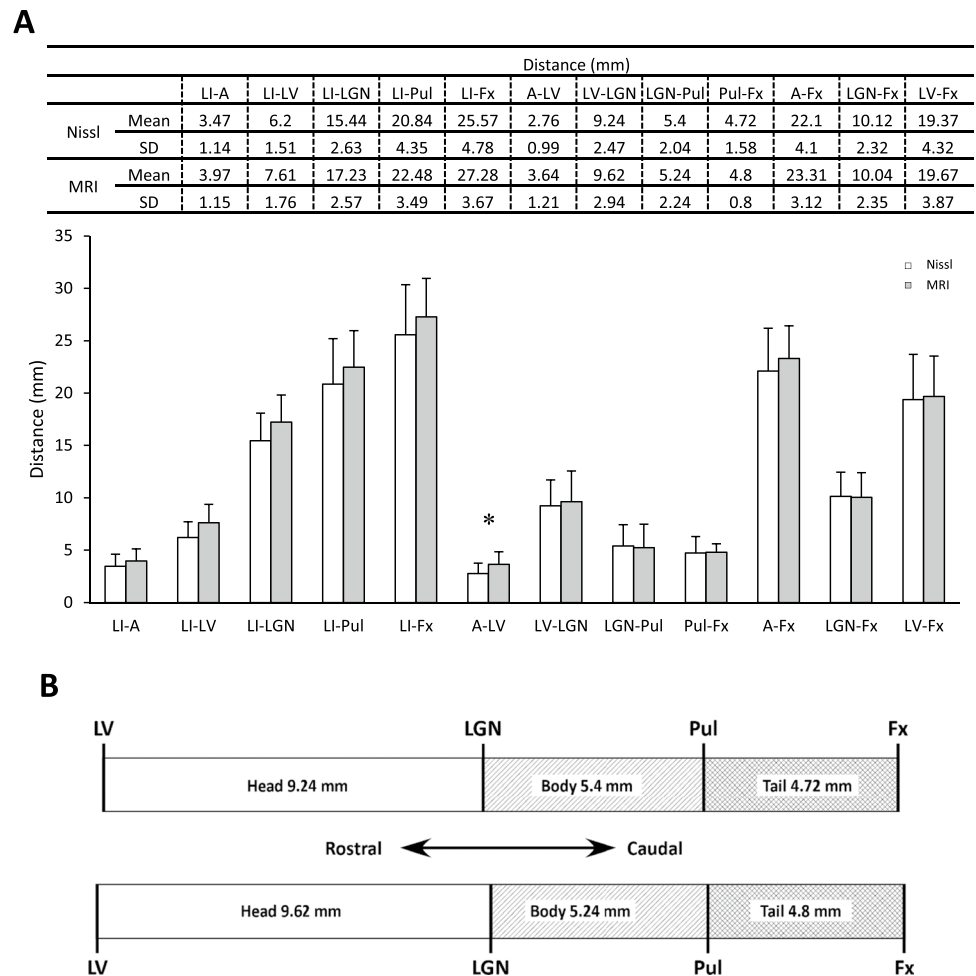 A
Distance (mm)
LI-A LI-LV LI-LGN LI-Pul LI-Fx A-LV LV-LGN LGN-Pul Pul-Fx A-Fx LGN-Fx LV-Fx
Nissl Mean 3.47 6.2 15.44 20.84 25.57 2.76 9.24 5.4 4.72 22.1 10.12 19.37
SD 1.14 1.51 2.63 4.35 4.78 0.99 2.47 2.04 1.58 4.1 2.32 4.32
MRI Mean 3.97 7.61 17.23 22.48 27.28 3.64 9.62 5.24 4.8 23.31 10.04 19.67
SD 1.15 1.76 2.57 3.49 3.67 1.21 2.94 2.24 0.8 3.12 2.35 3.87
Distance (mm)
35
30
25
20
15
10
5
0
Nissl
MRI
*
LI-A LI-LV LI-LGN LI-Pul LI-Fx A-LV LV-LGN LGN-Pul Pul-Fx A-Fx LGN-Fx LV-Fx
B
LV LGN Pul Fx
Head 9.24 mm Body 5.4 mm Tail 4.72 mm
Rostral Caudal
Head 9.62 mm Body 5.24 mm Tail 4.8 mm
LV LGN Pul Fx